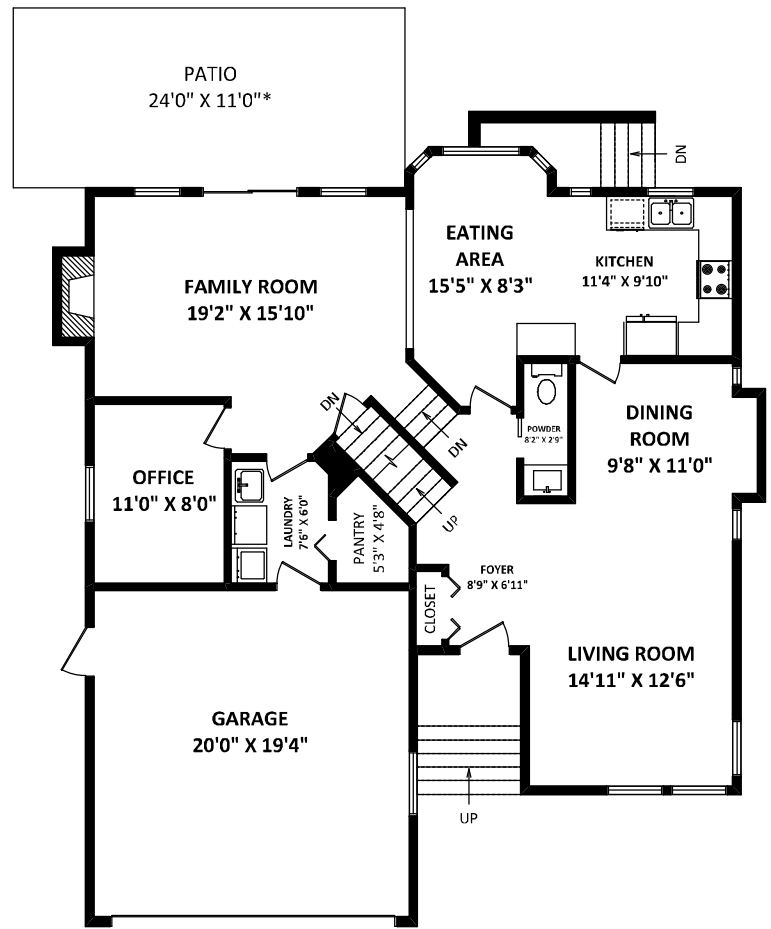 PATIO
24'0" X 11'0"*
DN
EATING
AREA
15'5" X 8'3"
KITCHEN
11'4" X 9'10"
FAMILY ROOM
19'2" X 15'10"
DN
DN
UP
POWDER
8'2" X 2'9"
DINING
ROOM
9'8" X 11'0"
OFFICE
11'0" X 8'0"
LAUNDRY
7'6" X 6'0"
PANTRY
5'3" X 4'8"
FOYER
8'9" X 6'11"
CLOSET
LIVING ROOM
14'11" X 12'6"
GARAGE
20'0" X 19'4"
UP